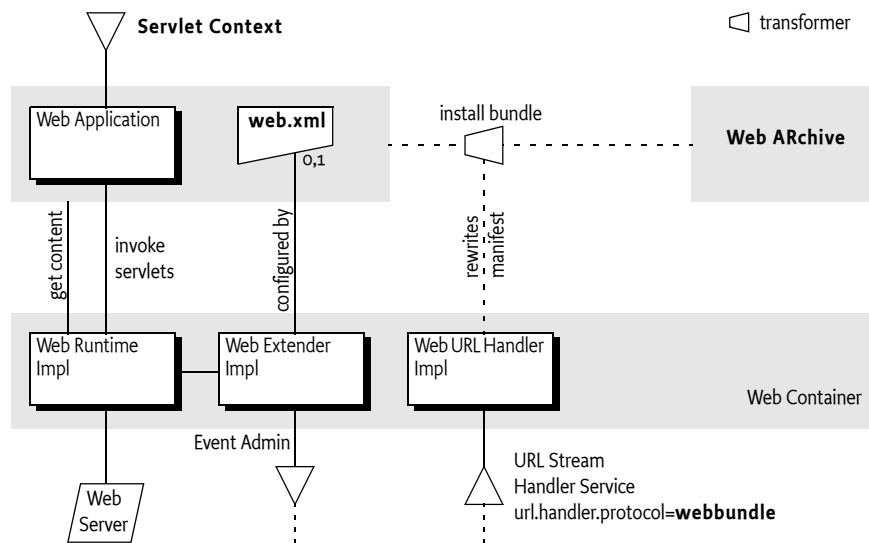 Servlet Context
transformer
Web Application
web.xml
0,1
install bundle
Web ARchive
get content
invoke
servlets
configured by
rewrites
manifest
Web Runtime
Impl
Web Extender
Impl
Web URL Handler
Impl
Web Container
Event Admin
Web
Server
URL Stream
Handler Service
url.handler.protocol=webbundle